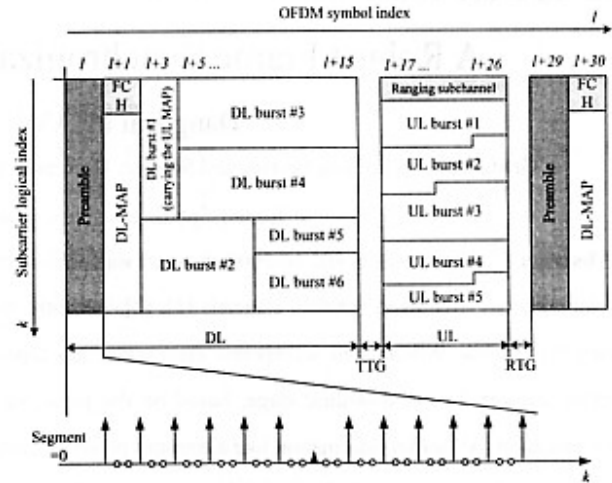 OFDM symbol index
l
l l+1 l+3 l+5 ... l+15 l+17 ... l+26 l+29 l+30
Subcarrier logical index
k
Preamble
FC
H
DL-MAP
DL burst #1
(carrying the UL MAP)
DL burst #3
DL burst #4
DL burst #2
DL burst #5
DL burst #6
Ranging subchannel
UL burst #1
UL burst #2
UL burst #3
UL burst #4
UL burst #5
Preamble
FC
H
DL-MAP
DL
TTG
UL
RTG
Segment
=0
k